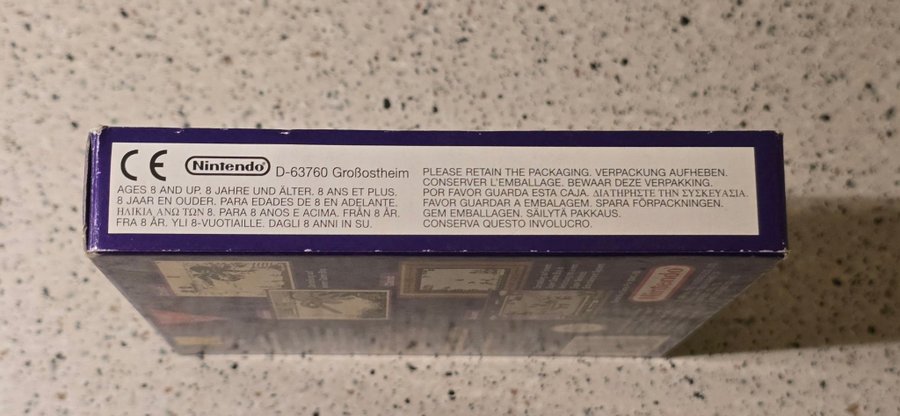 CE Nintendo D-63760 Großostheim
AGES 8 AND UP. 8 JAHRE UND ÄLTER. 8 ANS ET PLUS.
8 JAAR EN OUDER. PARA EDADES DE 8 EN ADELANTE.
ΗΛΙΚΙΑ ΑΝΩ ΤΩΝ 8. PARA 8 ANOS E ACIMA. FRÅN 8 ÅR.
FRA 8 ÅR. YLI 8-VUOTIAILLE. DAGLI 8 ANNI IN SU.
PLEASE RETAIN THE PACKAGING. VERPACKUNG AUFHEBEN.
CONSERVER L'EMBALLAGE. BEWAAR DEZE VERPAKKING.
POR FAVOR GUARDA ESTA CAJA. ΔΙΑΤΗΡΗΣΤΕ ΤΗΝ ΣΥΣΚΕΥΑΣΙΑ.
FAVOR GUARDAR A EMBALAGEM. SPARA FÖRPACKNINGEN.
GEM EMBALLAGEN. SÄILYTÄ PAKKAUS.
CONSERVA QUESTO INVOLUCRO.
Nintendo